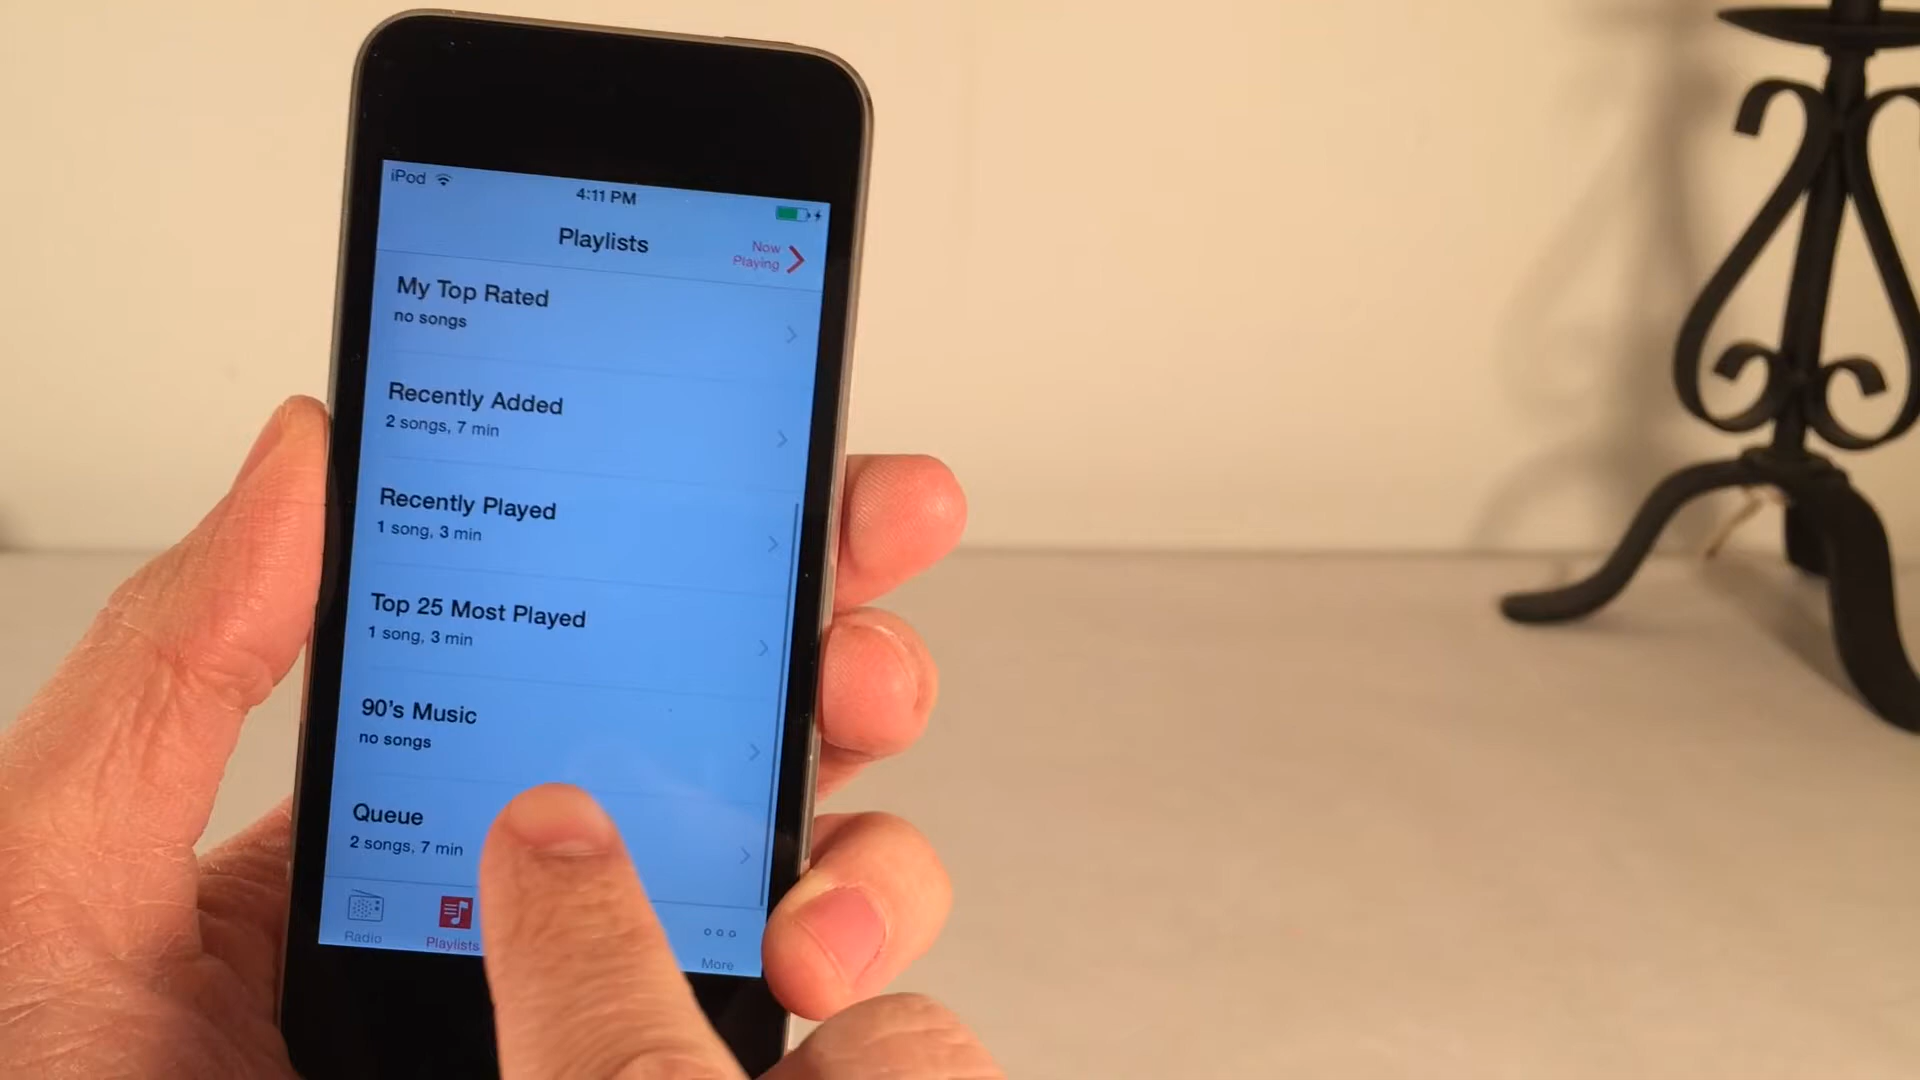 iPod
4:11 PM
Playlists
Now
Playing
My Top Rated
no songs
Recently Added
2 songs, 7 min
Recently Played
1 song, 3 min
Top 25 Most Played
1 song, 3 min
90's Music
no songs
Queue
2 songs, 7 min
Radio
Playlists
More